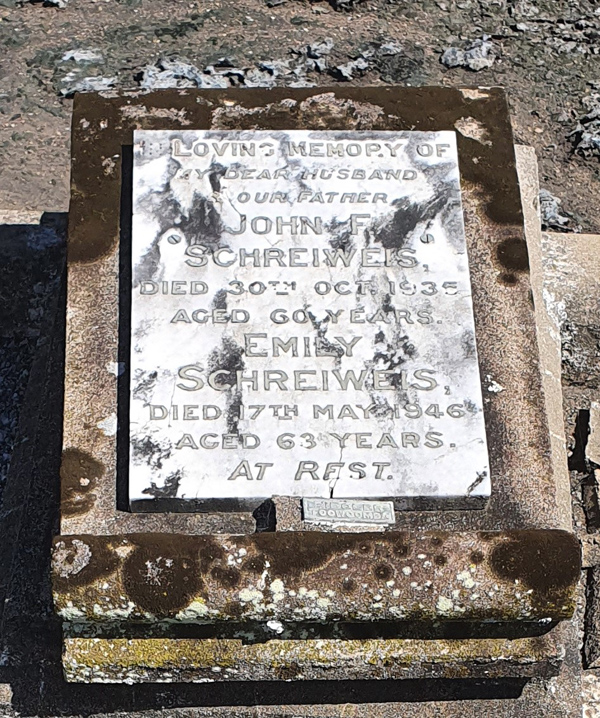 LOVING MEMORY OF
MY DEAR HUSBAND
OUR FATHER
JOHN F.
SCHREIWEIS,
DIED 30TH OCT. 1935
AGED 60 YEARS.
EMILY
SCHREIWEIS,
DIED 17TH MAY 1946
AGED 63 YEARS.
AT REST.
TOOWOOMBA